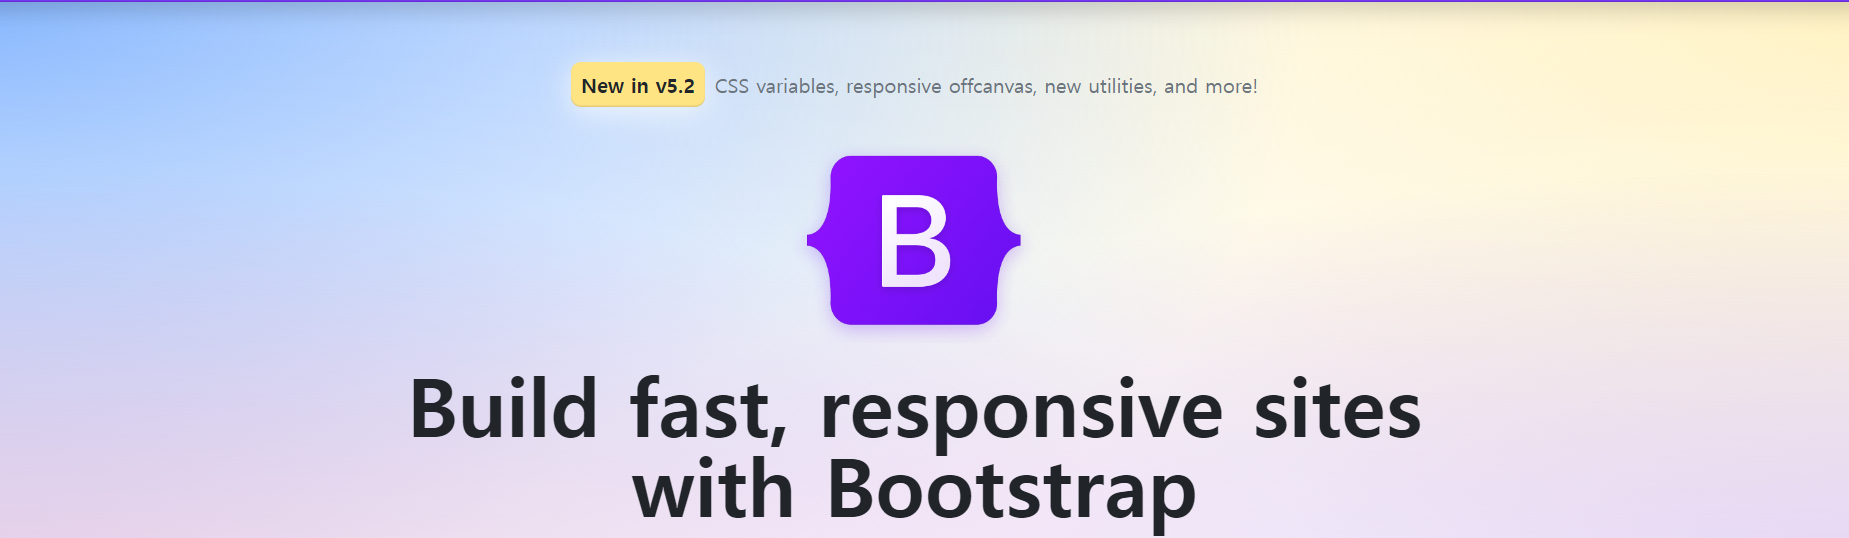 New in v5.2 CSS variables, responsive offcanvas, new utilities, and more!
B
Build fast, responsive sites
with Bootstrap